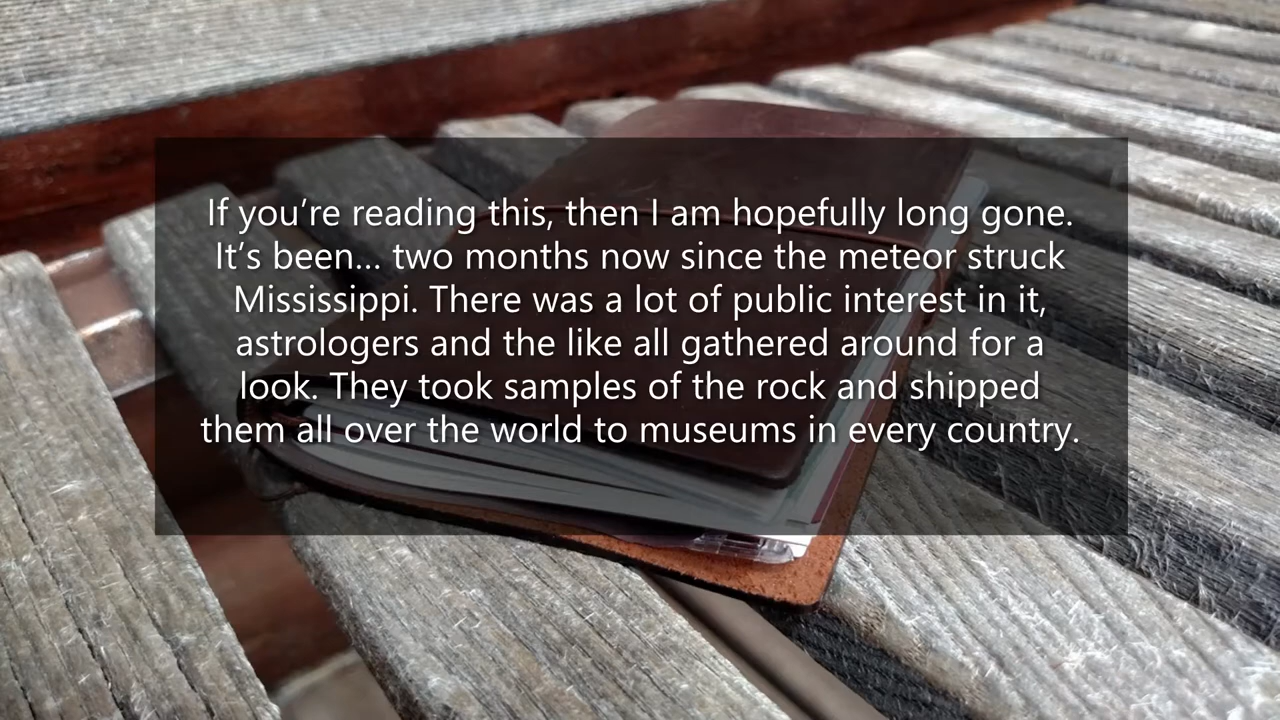 If you’re reading this, then I am hopefully long gone.
It’s been… two months now since the meteor struck
Mississippi. There was a lot of public interest in it,
astrologers and the like all gathered around for a
look. They took samples of the rock and shipped
them all over the world to museums in every country.